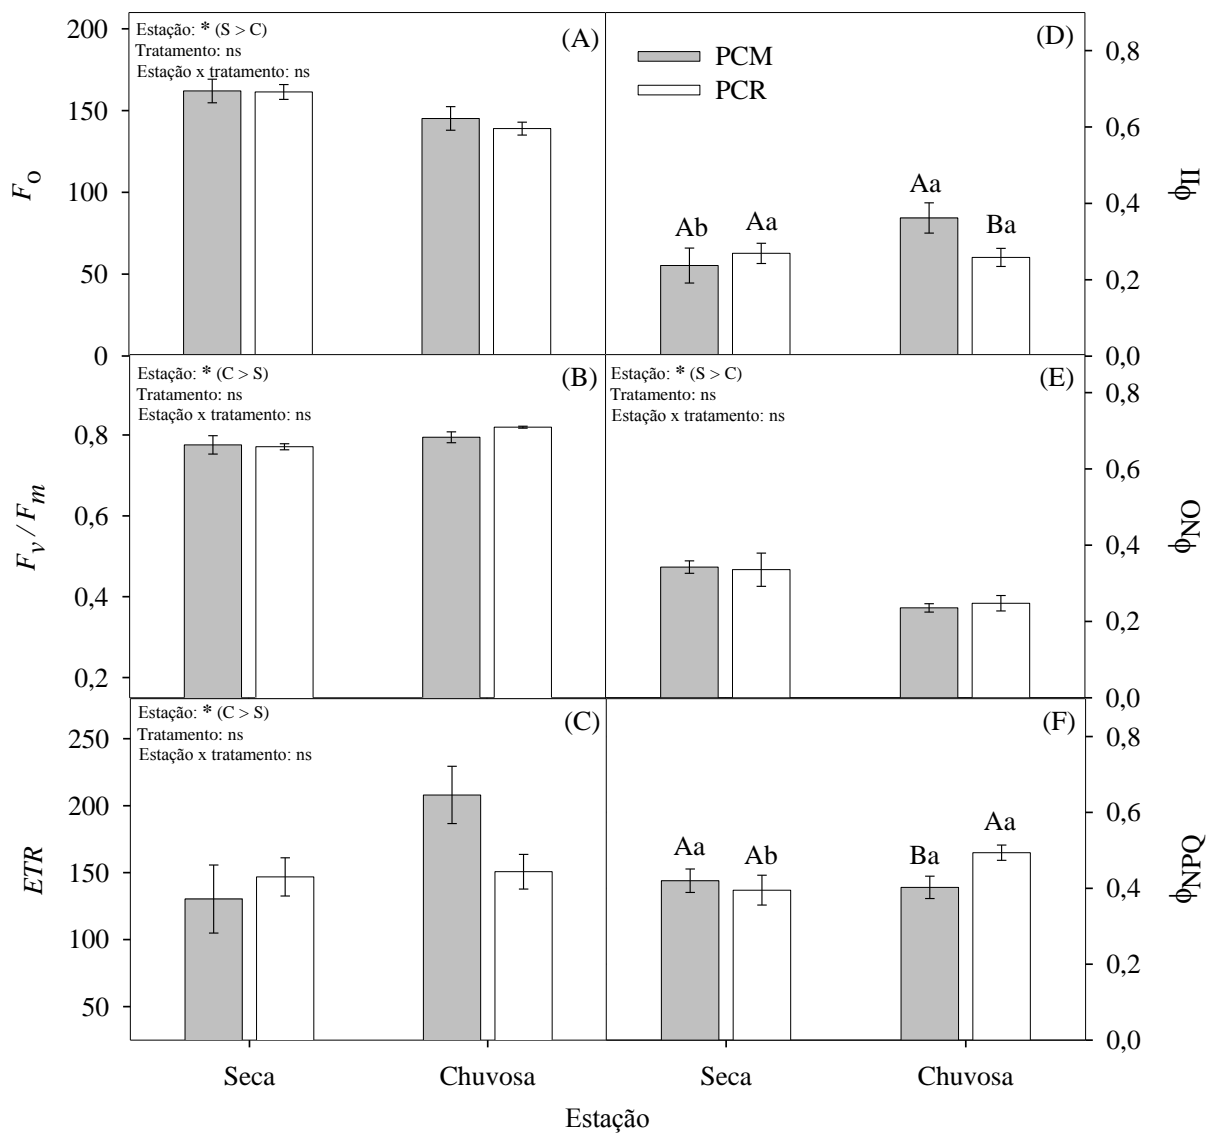 Estação: * (S > C)
Tratamento: ns
Estação x tratamento: ns
(A)
200
150
100
50
0
Fo
(D)
PCM
PCR
Ab
Aa
Aa
Ba
0,8
0,6
0,4
0,2
0,0
ϕII
Estação: * (C > S)
Tratamento: ns
Estação x tratamento: ns
(B)
0,8
0,6
0,4
0,2
Fv / Fm
Estação: * (S > C)
Tratamento: ns
Estação x tratamento: ns
(E)
0,8
0,6
0,4
0,2
0,0
ϕNO
Estação: * (C > S)
Tratamento: ns
Estação x tratamento: ns
(C)
250
200
150
100
50
ETR
(F)
Aa
Ab
Ba
Aa
0,8
0,6
0,4
0,2
0,0
ϕNPQ
Seca
Chuvosa
Seca
Chuvosa
Estação